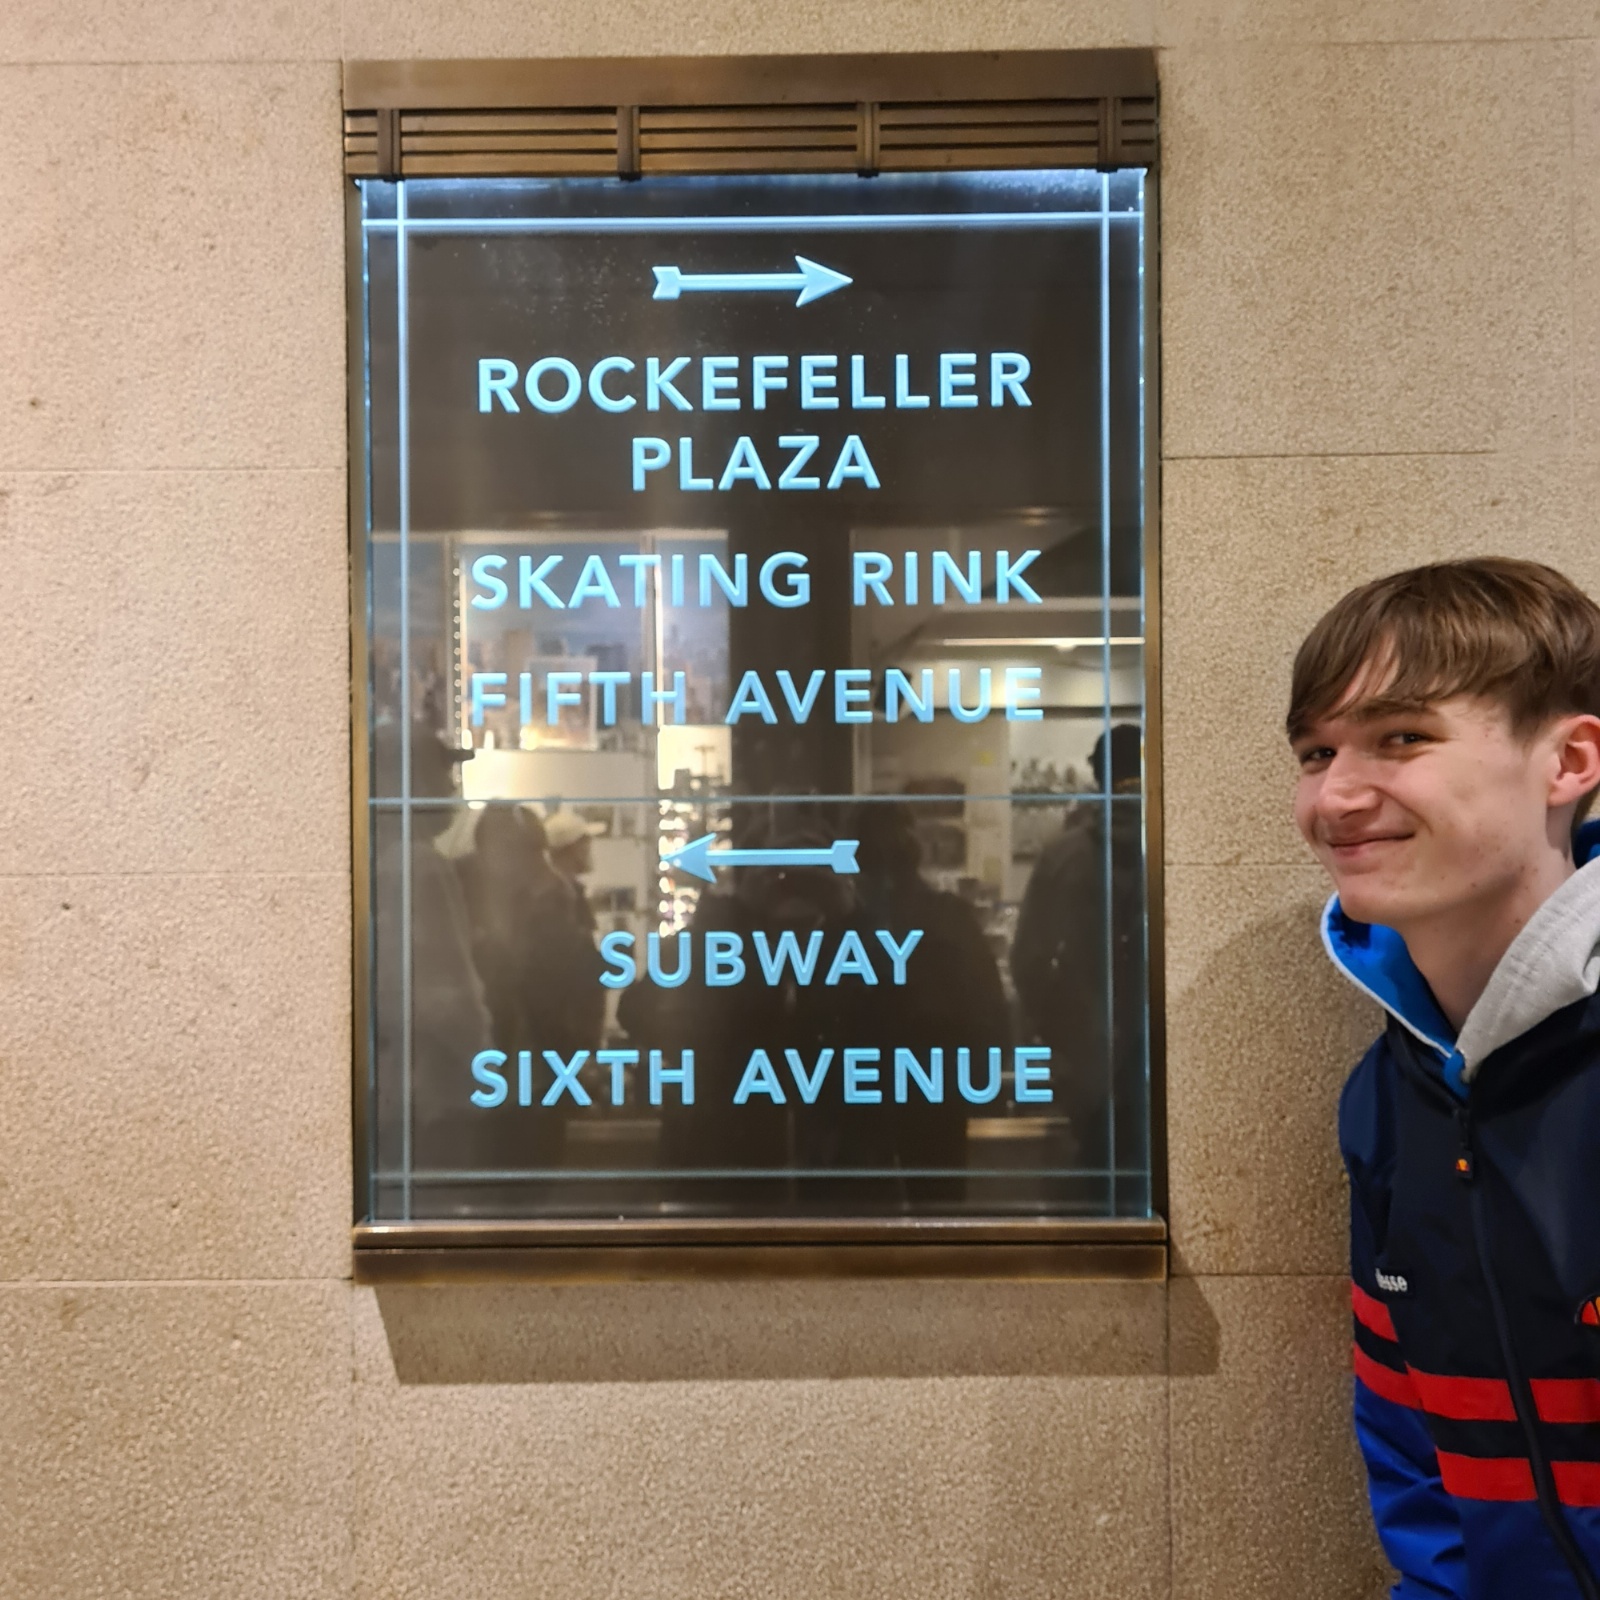 ROCKEFELLER
PLAZA
SKATING RINK
FIFTH AVENUE
SUBWAY
SIXTH AVENUE